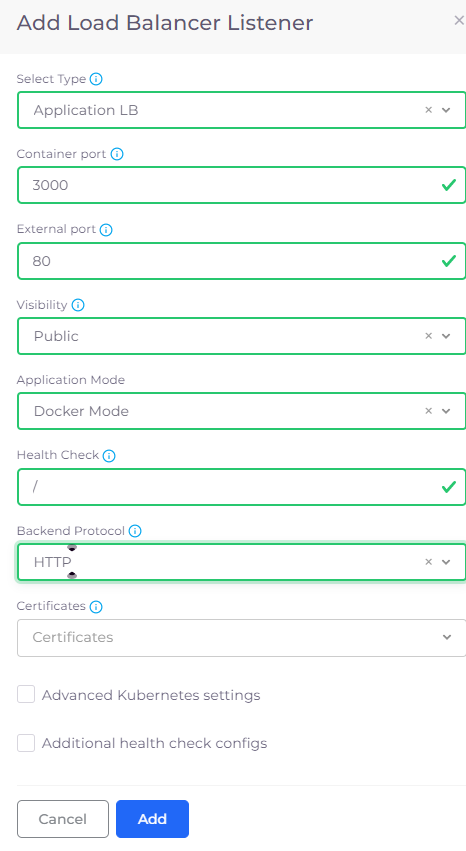 Add Load Balancer Listener
Select Type
Application LB
Container port
3000
External port
80
Visibility
Public
Application Mode
Docker Mode
Health Check
/
Backend Protocol
HTTP
Certificates
Certificates
Advanced Kubernetes settings
Additional health check configs
Cancel
Add